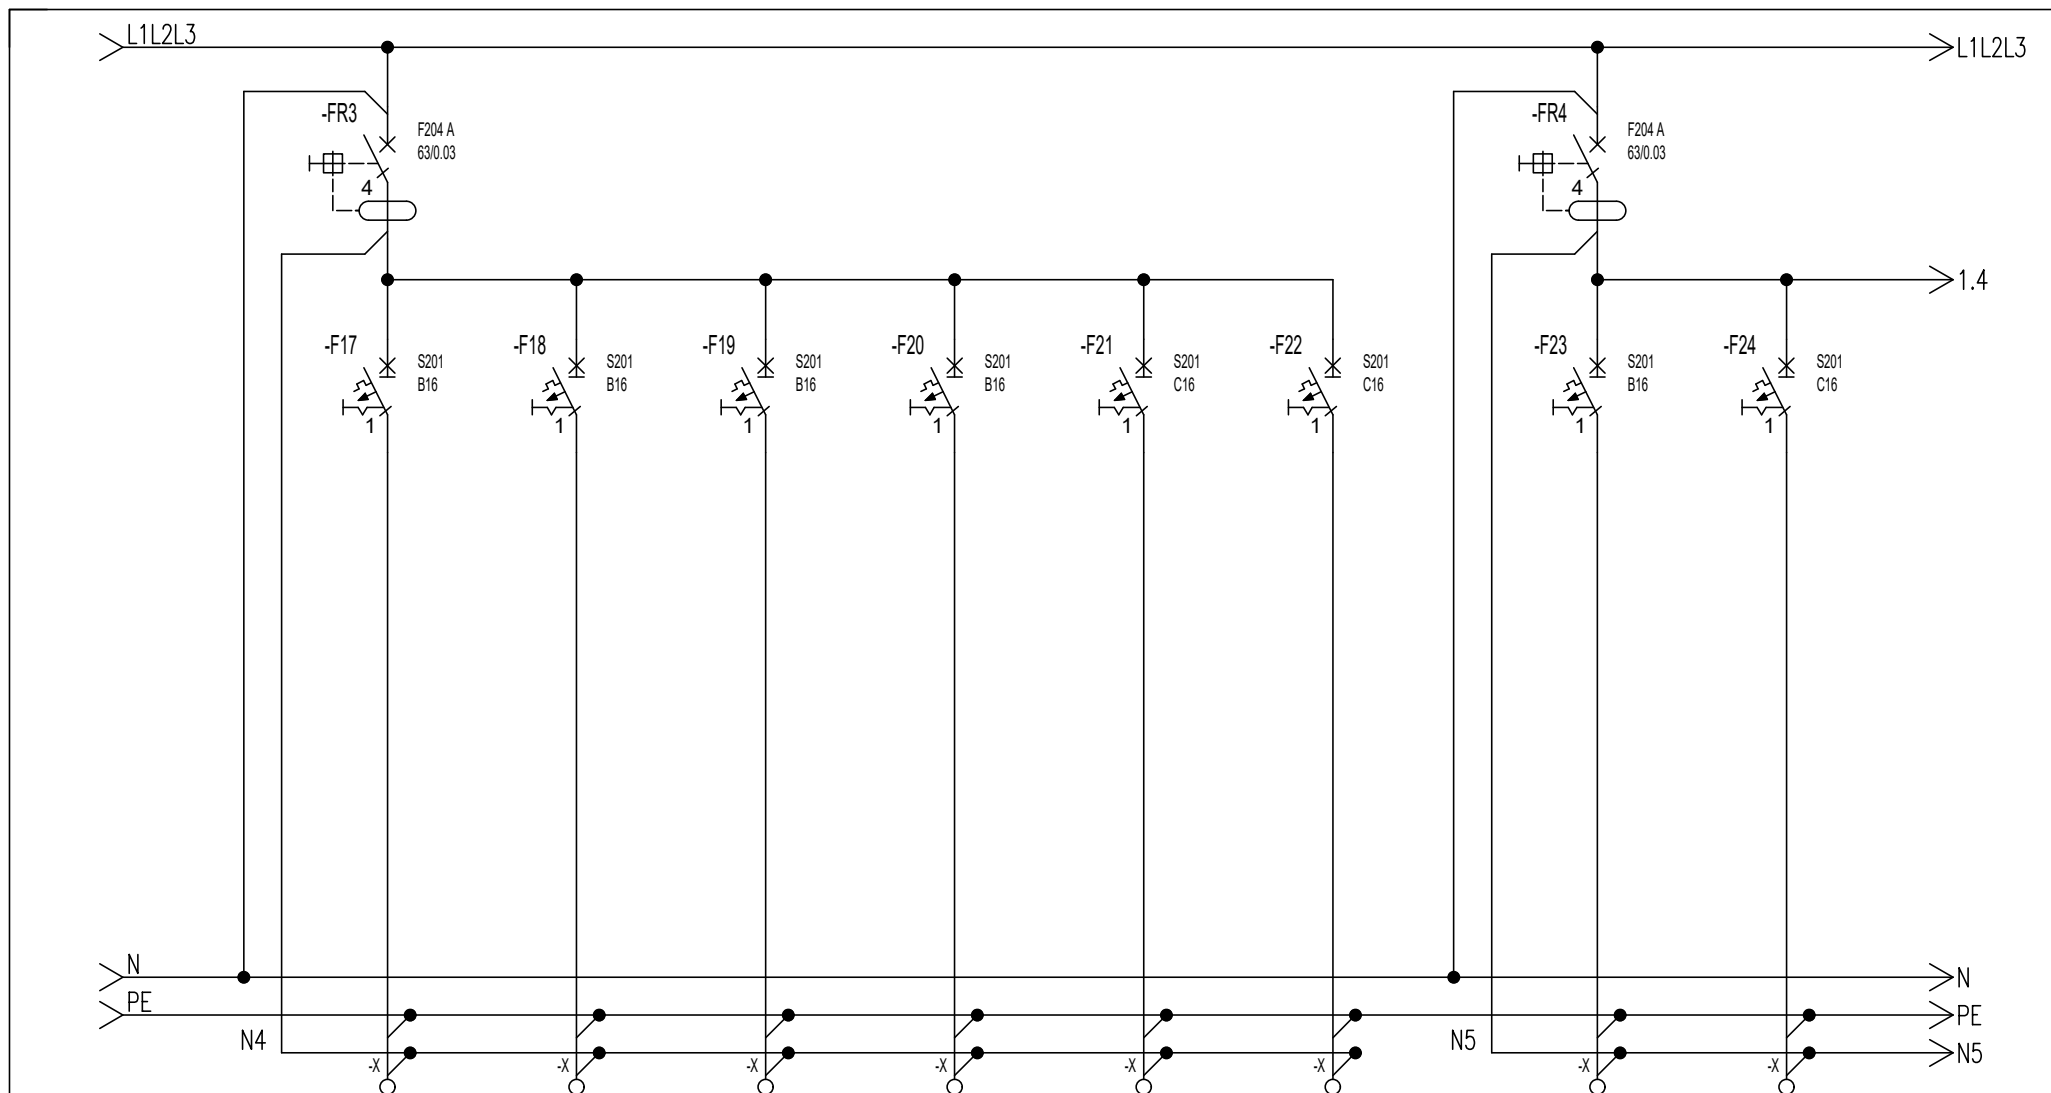 L1L2L3
L1L2L3
-FR3
F204 A
63/0.03
4
-FR4
F204 A
63/0.03
4
1.4
-F17
S201
B16
1
-F18
S201
B16
1
-F19
S201
B16
1
-F20
S201
B16
1
-F21
S201
C16
1
-F22
S201
C16
1
-F23
S201
B16
1
-F24
S201
C16
1
N
N
PE
PE
N4
N5
N5
-X
-X
-X
-X
-X
-X
-X
-X